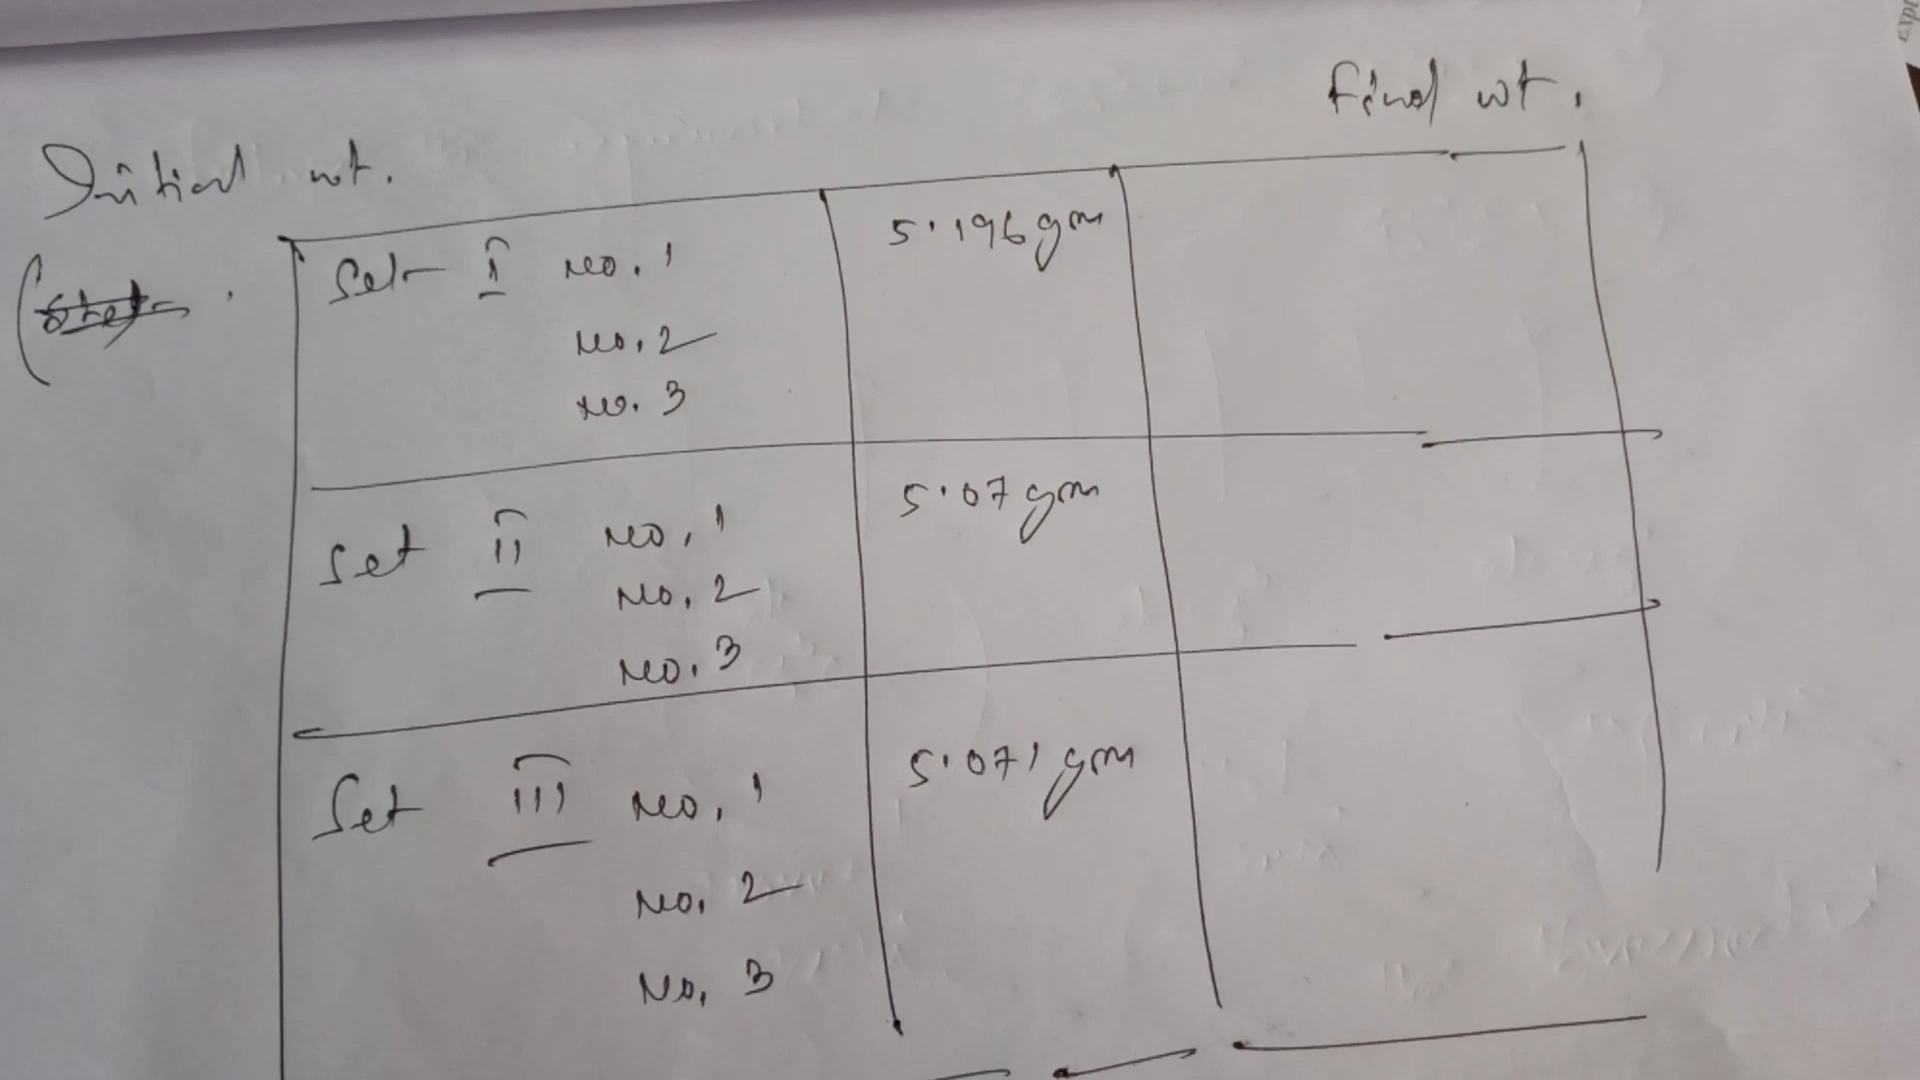 Final wt.
Initial wt.
Set I No. 1 5.196 gm
No. 2
No. 3
Set II No. 1 5.07 gm
No. 2
No. 3
Set III No. 1 5.071 gm
No. 2
No. 3